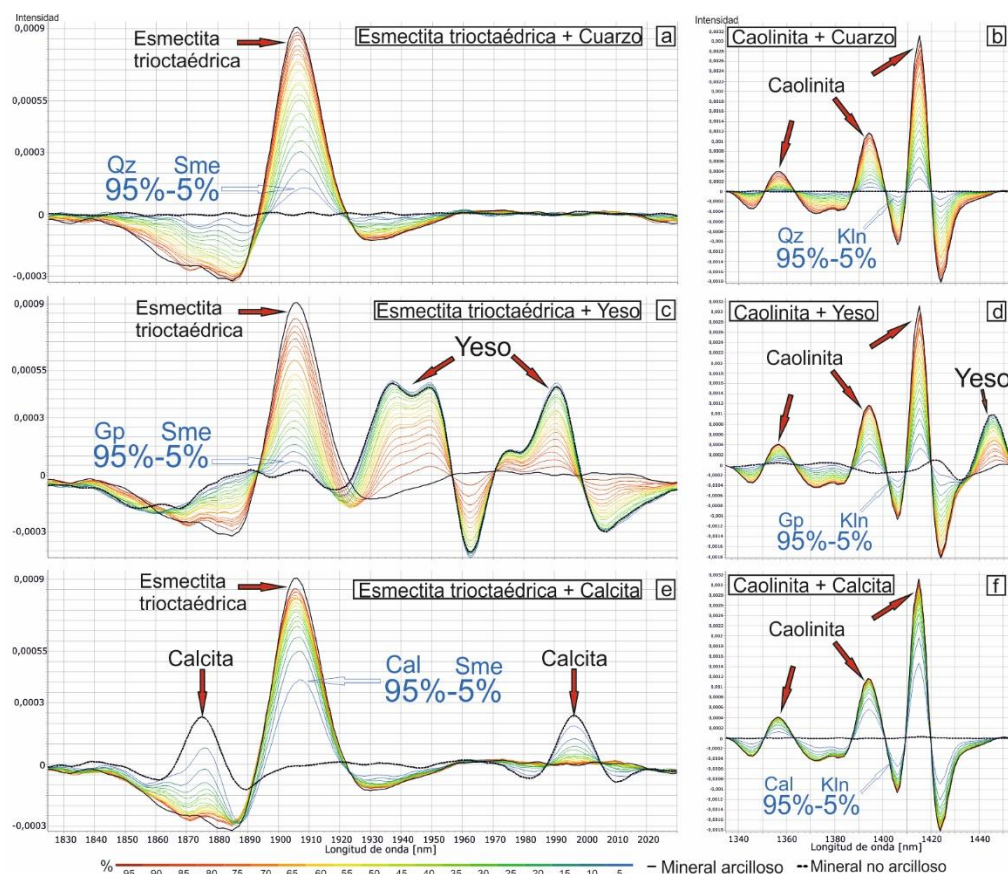 Intensidad
Esmectita
trioctaédrica
Esmectita trioctaédrica + Cuarzo
a
0,0009
0,00055
0,0003
0
-0,0003
Qz Sme
95%-5%
Intensidad
Caolinita + Cuarzo
b
Caolinita
Qz Kln
95%-5%
Esmectita
trioctaédrica
Esmectita trioctaédrica + Yeso
c
0,0009
0,00055
0,0003
0
-0,0003
Yeso
Gp Sme
95%-5%
Caolinita + Yeso
d
Caolinita
Yeso
Gp Kln
95%-5%
Esmectita
trioctaédrica
Esmectita trioctaédrica + Calcita
e
0,0009
0,00055
0,0003
0
-0,0003
Calcita
Cal Sme
95%-5%
Calcita
Caolinita + Calcita
f
Caolinita
Cal Kln
95%-5%
1830 1840 1850 1860 1870 1880 1890 1900 1910 1920 1930 1940 1950 1960 1970 1980 1990 2000 2010 2020
Longitud de onda [nm]
1340 1360 1380 1400 1420 1440
Longitud de onda [nm]
% 95 90 85 80 75 70 65 60 55 50 45 40 35 30 25 20 15 10 5
Mineral arcilloso
Mineral no arcilloso